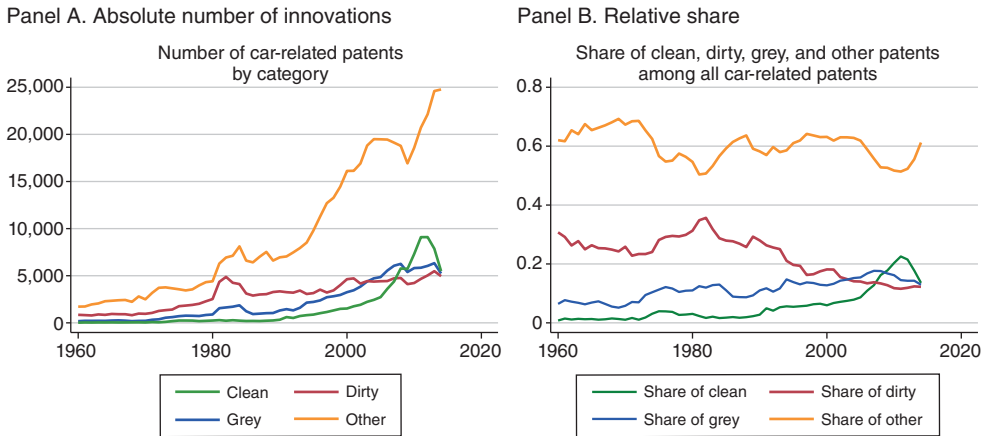 Panel A. Absolute number of innovations
Number of car-related patents
by category
25,000
20,000
15,000
10,000
5,000
0
1960
1980
2000
2020
Clean
Dirty
Grey
Other
Panel B. Relative share
Share of clean, dirty, grey, and other patents
among all car-related patents
0.8
0.6
0.4
0.2
0
1960
1980
2000
2020
Share of clean
Share of dirty
Share of grey
Share of other